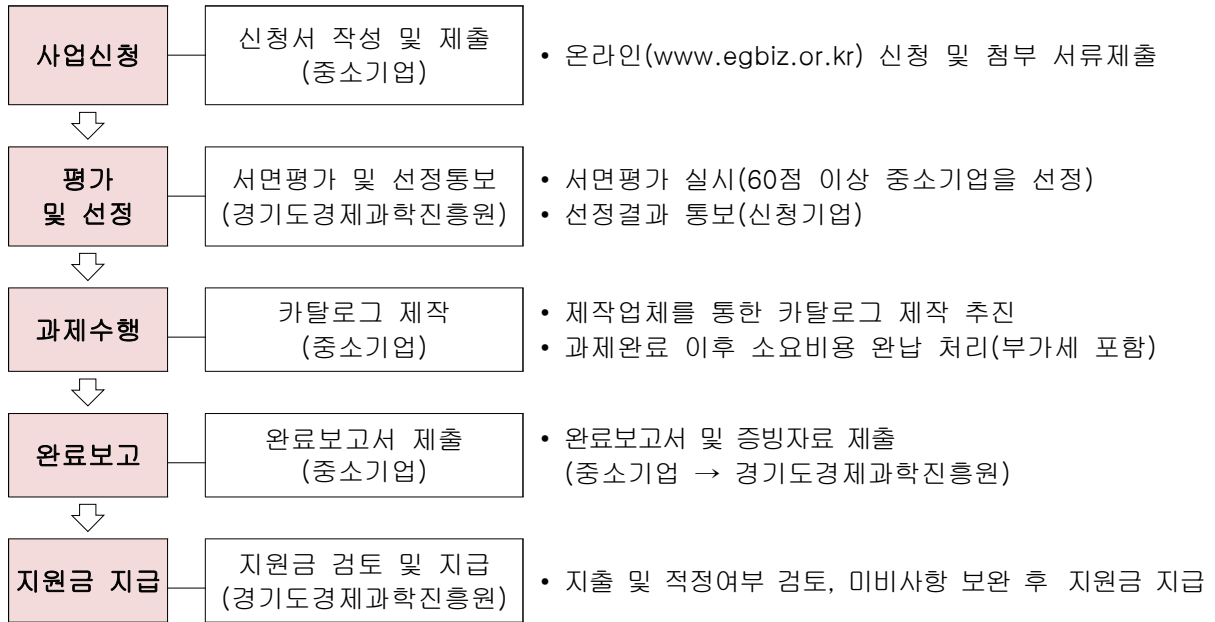 사업신청
신청서 작성 및 제출
(중소기업)
• 온라인(www.egbiz.or.kr) 신청 및 첨부 서류제출
평가
및 선정
서면평가 및 선정통보
(경기도경제과학진흥원)
• 서면평가 실시(60점 이상 중소기업을 선정)
• 선정결과 통보(신청기업)
과제수행
카탈로그 제작
(중소기업)
• 제작업체를 통한 카탈로그 제작 추진
• 과제완료 이후 소요비용 완납 처리(부가세 포함)
완료보고
완료보고서 제출
(중소기업)
• 완료보고서 및 증빙자료 제출
(중소기업 → 경기도경제과학진흥원)
지원금 지급
지원금 검토 및 지급
(경기도경제과학진흥원)
• 지출 및 적정여부 검토, 미비사항 보완 후 지원금 지급